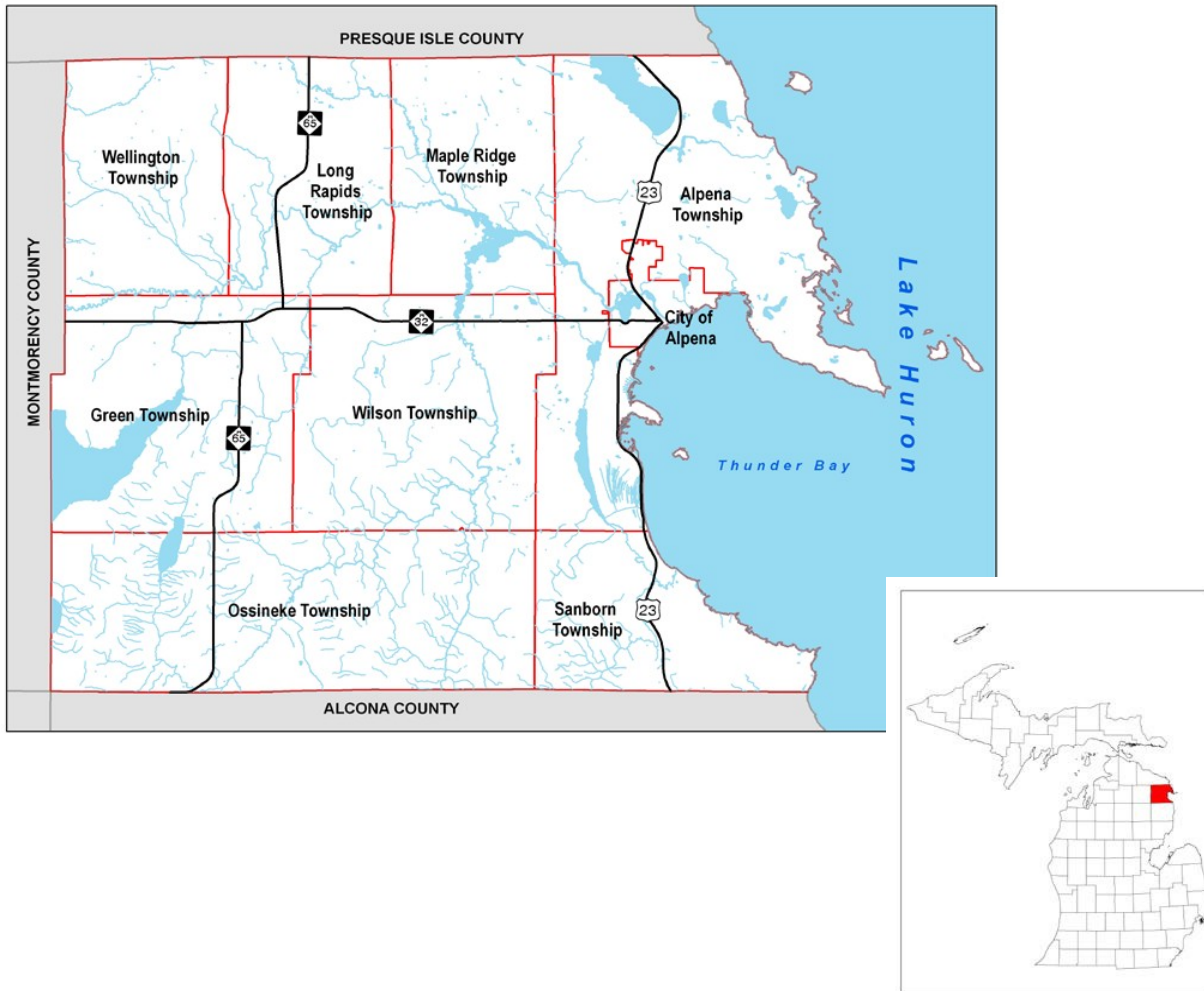 PRESQUE ISLE COUNTY
65
Wellington
Township
Long
Rapids
Township
Maple Ridge
Township
23
Alpena
Township
MONTMORENCY COUNTY
Lake Huron
32
City of
Alpena
Green Township
65
Wilson Township
Thunder Bay
Ossineke Township
Sanborn
Township
23
ALCONA COUNTY